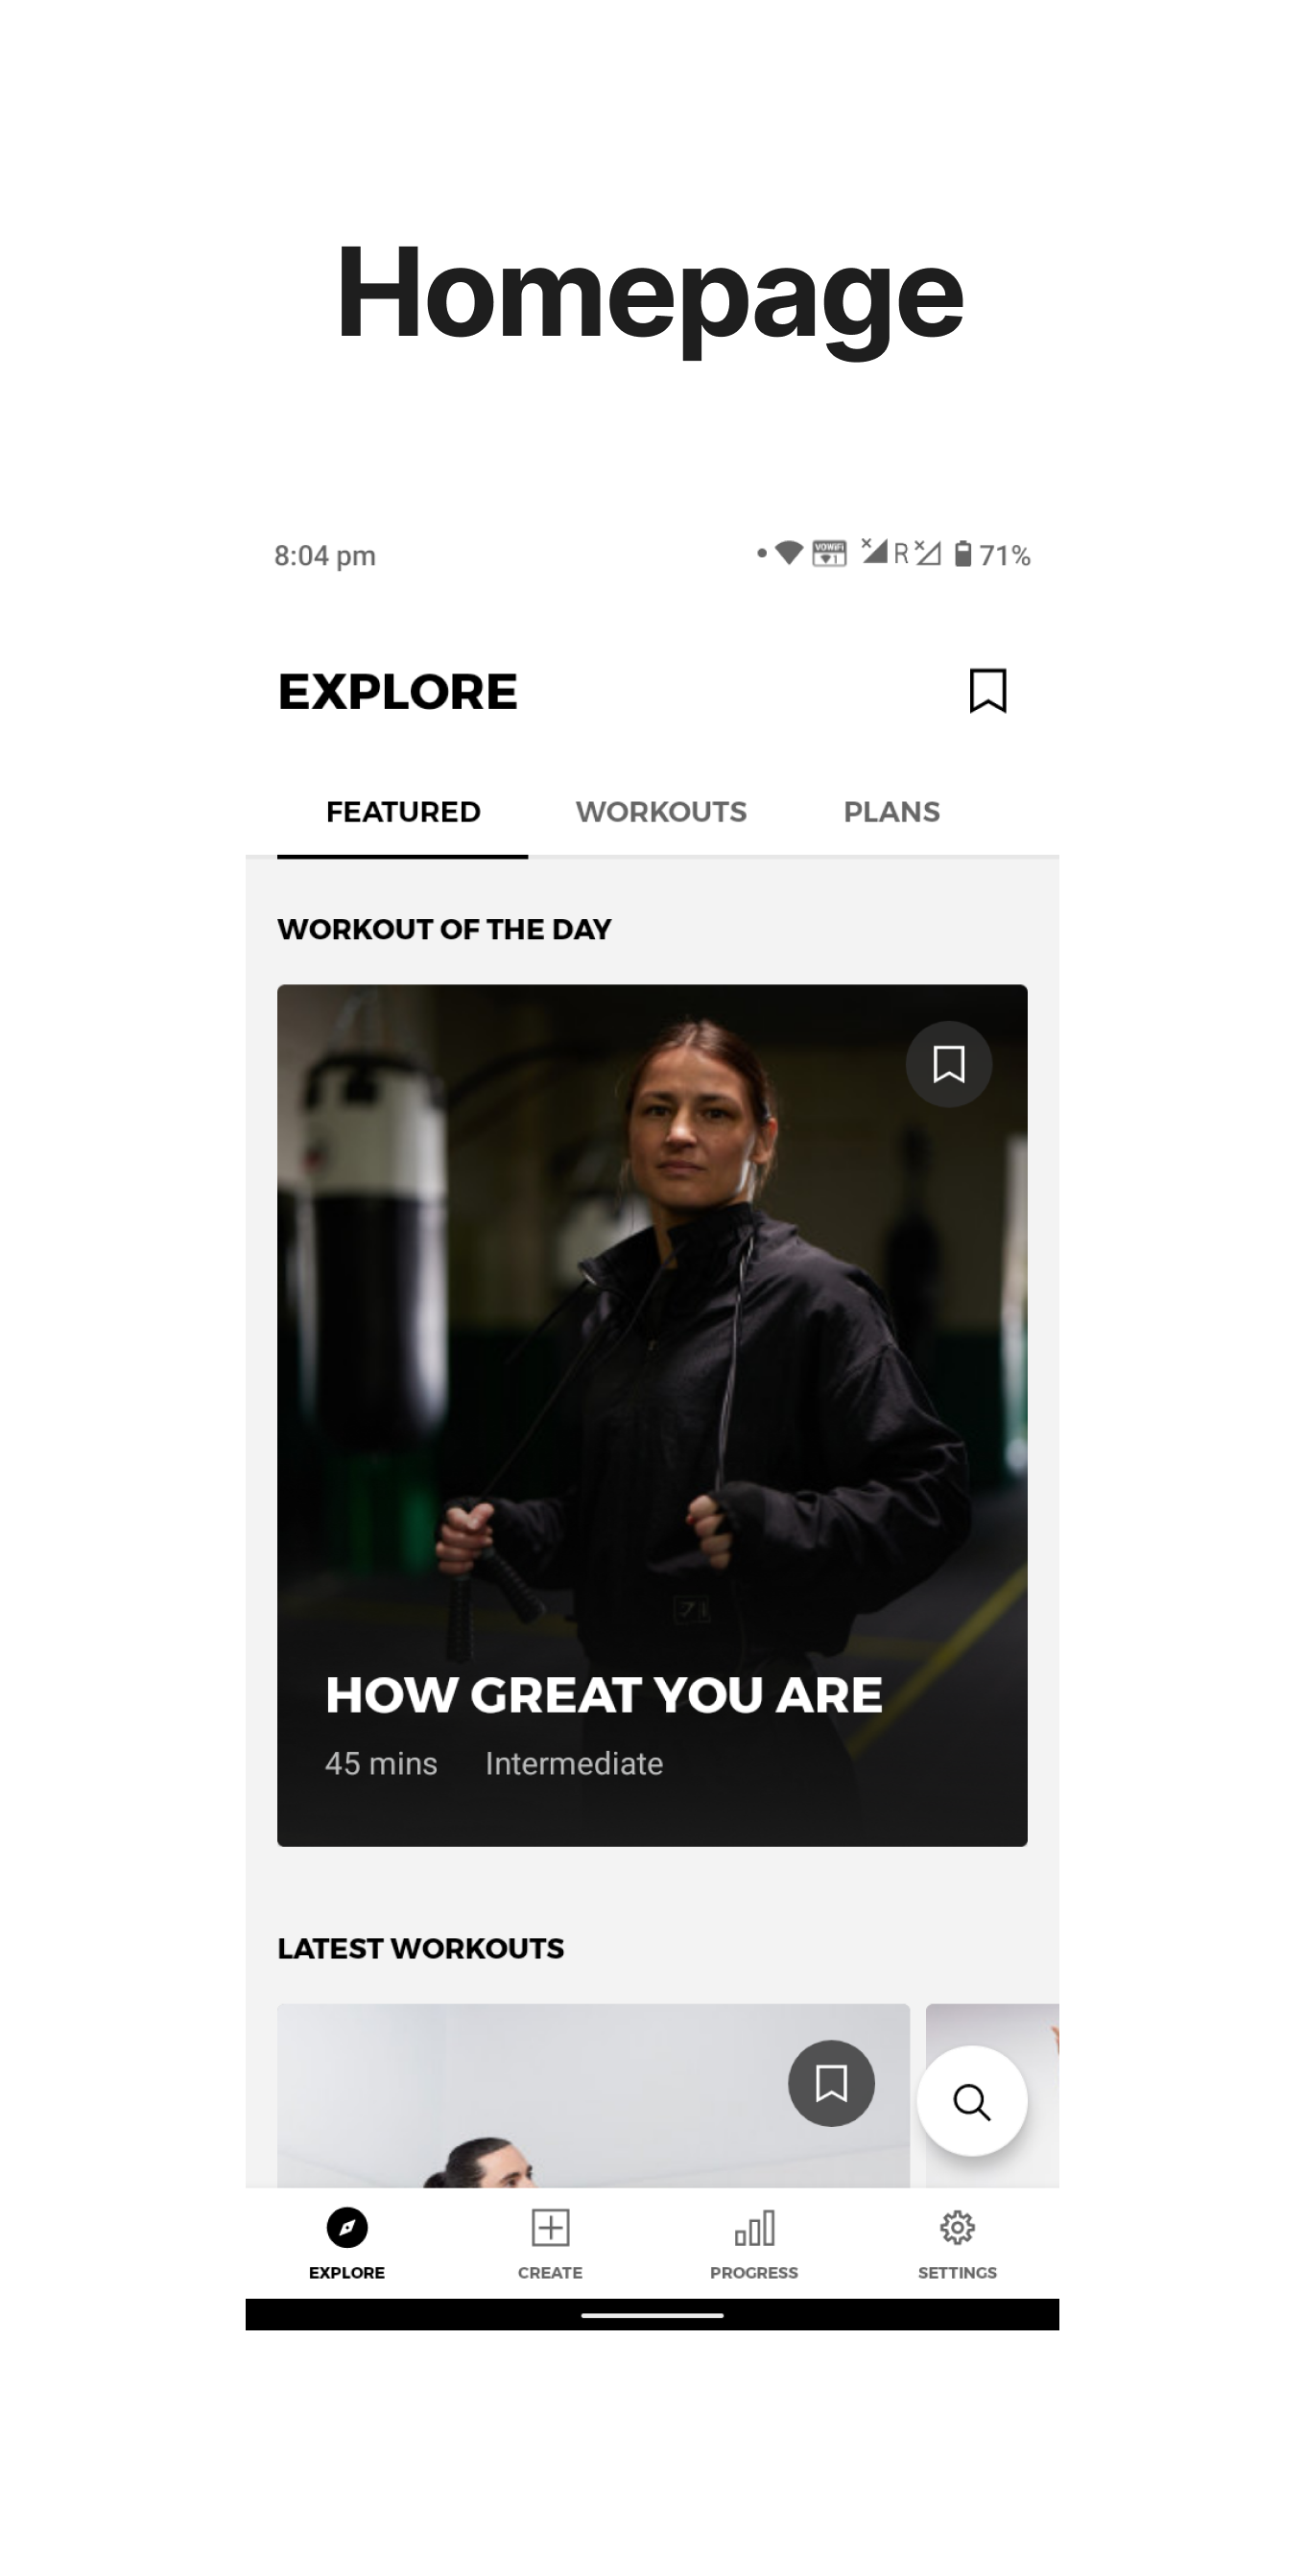 Homepage
8:04 pm
VoWiFi 1 R 71%
EXPLORE
FEATURED WORKOUTS PLANS
WORKOUT OF THE DAY
HOW GREAT YOU ARE
45 mins Intermediate
LATEST WORKOUTS
EXPLORE CREATE PROGRESS SETTINGS